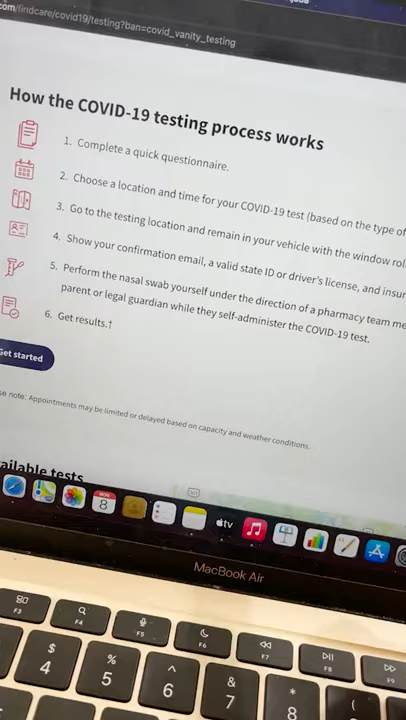 com/findcare/covid19/testing?ban=covid_vanity_testing
How the COVID-19 testing process works
1. Complete a quick questionnaire.
2. Choose a location and time for your COVID-19 test (based on the type of
3. Go to the testing location and remain in your vehicle with the window rol
4. Show your confirmation email, a valid state ID or driver's license, and insur
5. Perform the nasal swab yourself under the direction of a pharmacy team me
parent or legal guardian while they self-administer the COVID-19 test.
6. Get results.†
Get started
se note: Appointments may be limited or delayed based on capacity and weather conditions.
ailable tests
NOV
8
tv
MacBook Air
F3
F4
F5
F6
F7
F8
F9
$
4
%
5
^
6
&
7
*
8
(